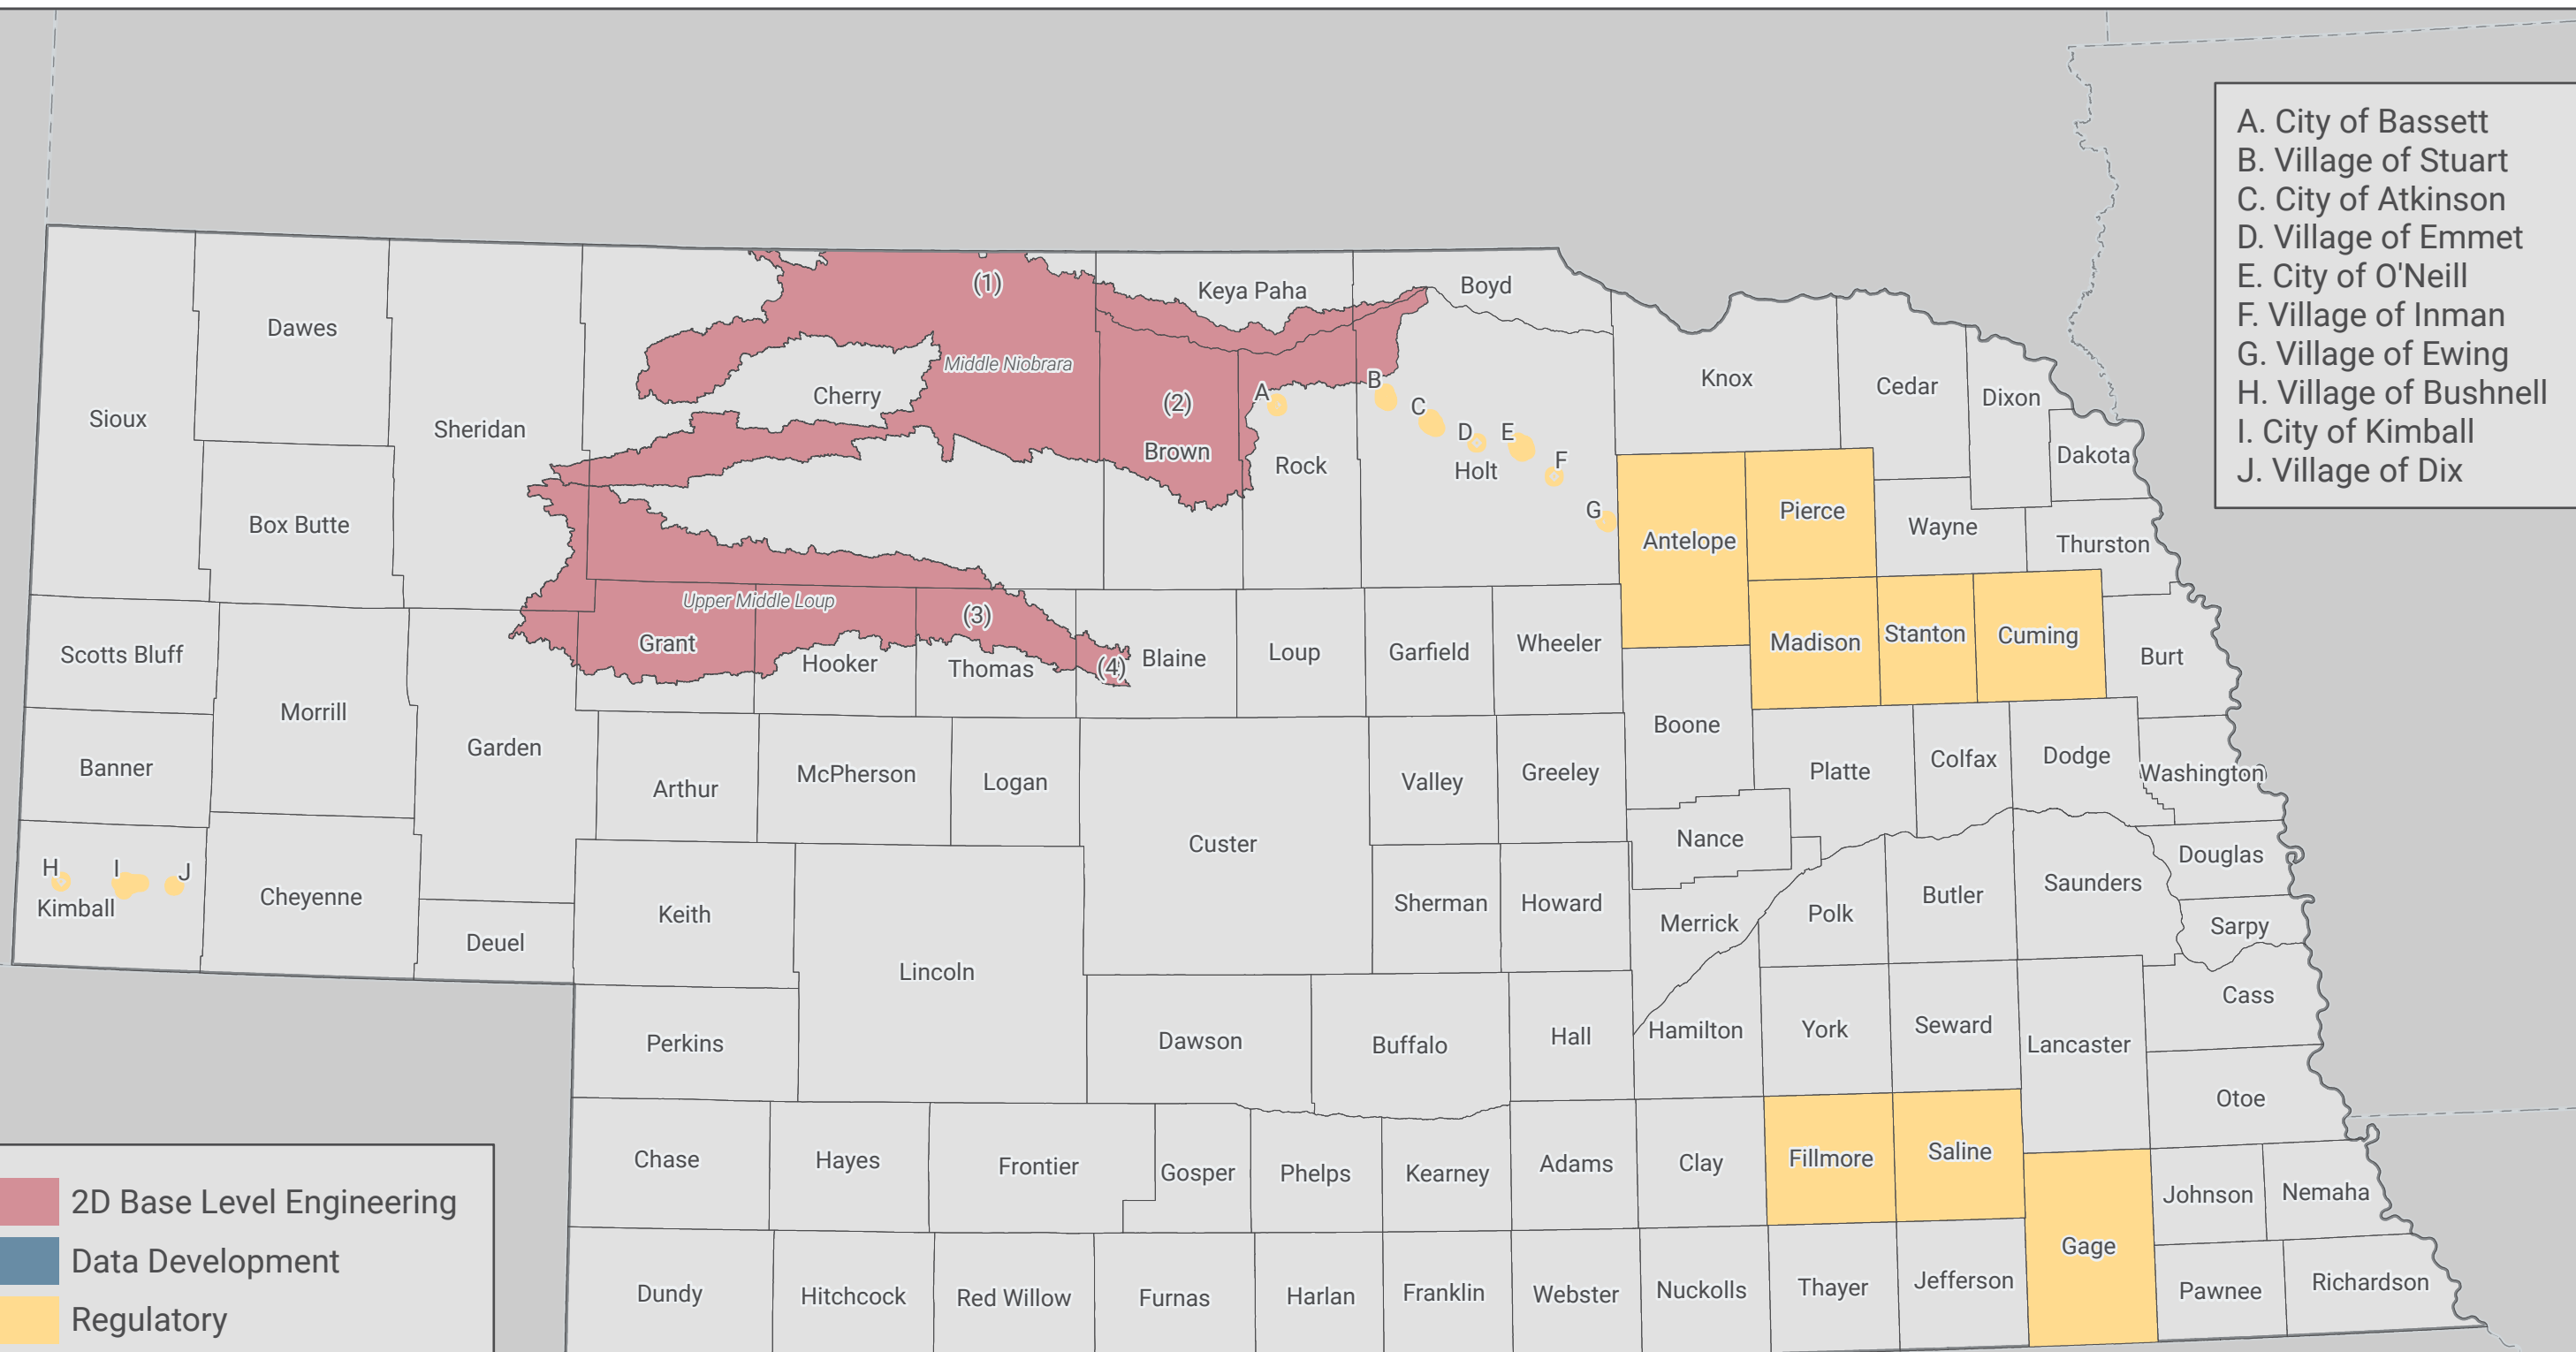 A. City of Bassett
B. Village of Stuart
C. City of Atkinson
D. Village of Emmet
E. City of O'Neill
F. Village of Inman
G. Village of Ewing
H. Village of Bushnell
I. City of Kimball
J. Village of Dix
(1)
Keya Paha
Boyd
Dawes
Middle Niobrara
Knox
Cherry
A
B
Cedar
Dixon
Sioux
Sheridan
(2)
C
Brown
D
E
Rock
Holt
F
Dakota
Box Butte
G
Antelope
Pierce
Wayne
Thurston
Upper Middle Loup
(3)
Scotts Bluff
Grant
Hooker
Thomas
(4)
Blaine
Loup
Garfield
Wheeler
Madison
Stanton
Cuming
Burt
Morrill
Garden
Boone
Banner
Arthur
McPherson
Logan
Valley
Greeley
Platte
Colfax
Dodge
Washington
Custer
Nance
Douglas
H
I
J
Kimball
Cheyenne
Keith
Sherman
Howard
Merrick
Polk
Butler
Saunders
Sarpy
Deuel
Lincoln
Cass
Perkins
Dawson
Buffalo
Hall
Hamilton
York
Seward
Lancaster
Otoe
Chase
Hayes
Frontier
Gosper
Phelps
Kearney
Adams
Clay
Fillmore
Saline
Johnson
Nemaha
Gage
Dundy
Hitchcock
Red Willow
Furnas
Harlan
Franklin
Webster
Nuckolls
Thayer
Jefferson
Pawnee
Richardson
2D Base Level Engineering
Data Development
Regulatory